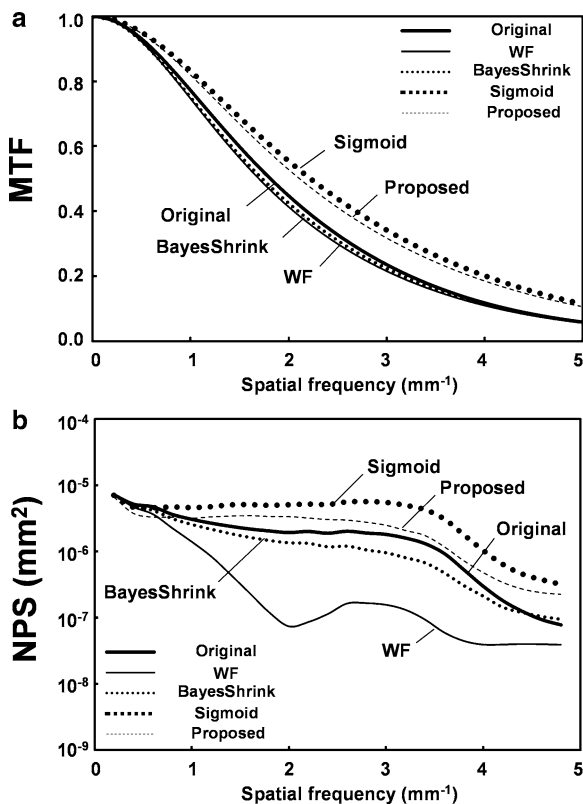 a
MTF
1.0
0.8
0.6
0.4
0.2
0.0
Original
WF
BayesShrink
Sigmoid
Proposed
Sigmoid
Proposed
Original
BayesShrink
WF
0 1 2 3 4 5
Spatial frequency (mm-1)
b
NPS (mm2)
10-4
10-5
10-6
10-7
10-8
10-9
Sigmoid
Proposed
Original
BayesShrink
WF
Original
WF
BayesShrink
Sigmoid
Proposed
0 1 2 3 4 5
Spatial frequency (mm-1)